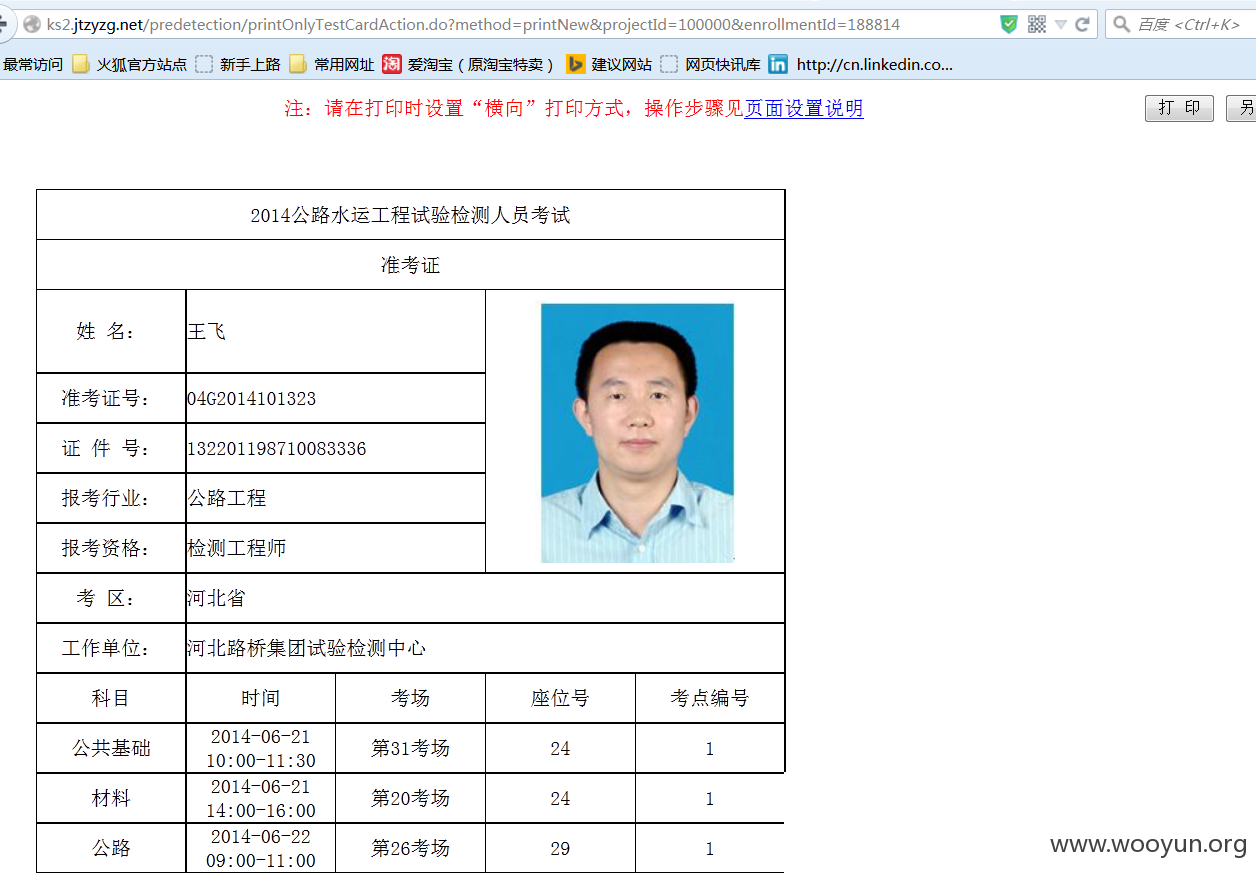 ks2.jtzyzg.net/predetection/printOnlyTestCardAction.do?method=printNew&projectId=100000&enrollmentId=188814
百度 <Ctrl+K>
最常访问 火狐官方站点 新手上路 常用网址 淘 爱淘宝（原淘宝特卖） 建议网站 网页快讯库 in http://cn.linkedin.co...
注：请在打印时设置“横向”打印方式，操作步骤见页面设置说明
打 印 另
2014公路水运工程试验检测人员考试
准考证
姓 名： 王飞
准考证号： 04G2014101323
证 件 号： 132201198710083336
报考行业： 公路工程
报考资格： 检测工程师
考 区： 河北省
工作单位： 河北路桥集团试验检测中心
科目 时间 考场 座位号 考点编号
公共基础 2014-06-21 10:00-11:30 第31考场 24 1
材料 2014-06-21 14:00-16:00 第20考场 24 1
公路 2014-06-22 09:00-11:00 第26考场 29 1
www.wooyun.org